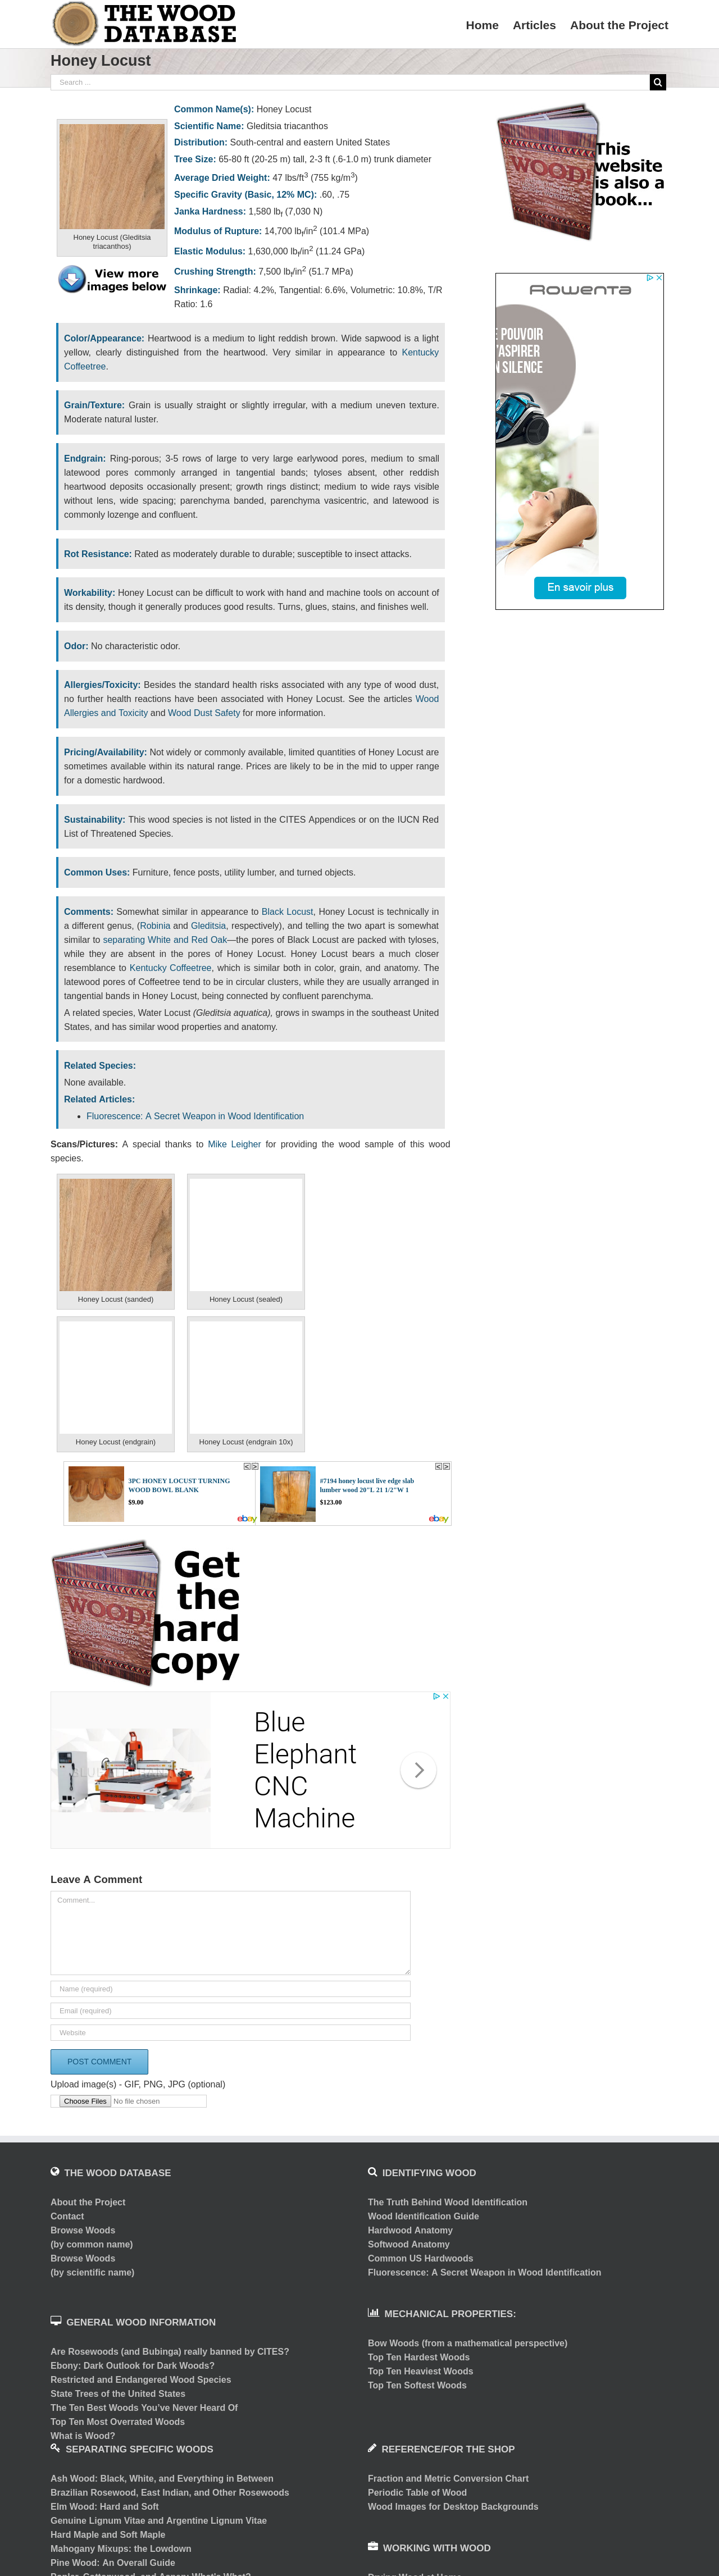 THE WOOD
DATABASE
Home Articles About the Project
Honey Locust
Search ...
Honey Locust (Gleditsia
triacanthos)
View more
images below
Common Name(s): Honey Locust
Scientific Name: Gleditsia triacanthos
Distribution: South-central and eastern United States
Tree Size: 65-80 ft (20-25 m) tall, 2-3 ft (.6-1.0 m) trunk diameter
Average Dried Weight: 47 lbs/ft3 (755 kg/m3)
Specific Gravity (Basic, 12% MC): .60, .75
Janka Hardness: 1,580 lbf (7,030 N)
Modulus of Rupture: 14,700 lbf/in2 (101.4 MPa)
Elastic Modulus: 1,630,000 lbf/in2 (11.24 GPa)
Crushing Strength: 7,500 lbf/in2 (51.7 MPa)
Shrinkage: Radial: 4.2%, Tangential: 6.6%, Volumetric: 10.8%, T/R
Ratio: 1.6
WOOD!
This
website
is also a
book...
Rowenta
E POUVOIR
'ASPIRER
N SILENCE
En savoir plus
Color/Appearance: Heartwood is a medium to light reddish brown. Wide sapwood is a light
yellow, clearly distinguished from the heartwood. Very similar in appearance to Kentucky
Coffeetree.
Grain/Texture: Grain is usually straight or slightly irregular, with a medium uneven texture.
Moderate natural luster.
Endgrain: Ring-porous; 3-5 rows of large to very large earlywood pores, medium to small
latewood pores commonly arranged in tangential bands; tyloses absent, other reddish
heartwood deposits occasionally present; growth rings distinct; medium to wide rays visible
without lens, wide spacing; parenchyma banded, parenchyma vasicentric, and latewood is
commonly lozenge and confluent.
Rot Resistance: Rated as moderately durable to durable; susceptible to insect attacks.
Workability: Honey Locust can be difficult to work with hand and machine tools on account of
its density, though it generally produces good results. Turns, glues, stains, and finishes well.
Odor: No characteristic odor.
Allergies/Toxicity: Besides the standard health risks associated with any type of wood dust,
no further health reactions have been associated with Honey Locust. See the articles Wood
Allergies and Toxicity and Wood Dust Safety for more information.
Pricing/Availability: Not widely or commonly available, limited quantities of Honey Locust are
sometimes available within its natural range. Prices are likely to be in the mid to upper range
for a domestic hardwood.
Sustainability: This wood species is not listed in the CITES Appendices or on the IUCN Red
List of Threatened Species.
Common Uses: Furniture, fence posts, utility lumber, and turned objects.
Comments: Somewhat similar in appearance to Black Locust, Honey Locust is technically in
a different genus, (Robinia and Gleditsia, respectively), and telling the two apart is somewhat
similar to separating White and Red Oak—the pores of Black Locust are packed with tyloses,
while they are absent in the pores of Honey Locust. Honey Locust bears a much closer
resemblance to Kentucky Coffeetree, which is similar both in color, grain, and anatomy. The
latewood pores of Coffeetree tend to be in circular clusters, while they are usually arranged in
tangential bands in Honey Locust, being connected by confluent parenchyma.
A related species, Water Locust (Gleditsia aquatica), grows in swamps in the southeast United
States, and has similar wood properties and anatomy.
Related Species:
None available.
Related Articles:
• Fluorescence: A Secret Weapon in Wood Identification
Scans/Pictures: A special thanks to Mike Leigher for providing the wood sample of this wood
species.
Honey Locust (sanded)
Honey Locust (sealed)
Honey Locust (endgrain)
Honey Locust (endgrain 10x)
3PC HONEY LOCUST TURNING
WOOD BOWL BLANK
$9.00
ebay
#7194 honey locust live edge slab
lumber wood 20"L 21 1/2"W 1
$123.00
ebay
WOOD!
Get
the
hard
copy
Blue
Elephant
CNC
Machine
Leave A Comment
Comment...
Name (required)
Email (required)
Website
POST COMMENT
Upload image(s) - GIF, PNG, JPG (optional)
Choose Files No file chosen
THE WOOD DATABASE
About the Project
Contact
Browse Woods
(by common name)
Browse Woods
(by scientific name)
IDENTIFYING WOOD
The Truth Behind Wood Identification
Wood Identification Guide
Hardwood Anatomy
Softwood Anatomy
Common US Hardwoods
Fluorescence: A Secret Weapon in Wood Identification
GENERAL WOOD INFORMATION
Are Rosewoods (and Bubinga) really banned by CITES?
Ebony: Dark Outlook for Dark Woods?
Restricted and Endangered Wood Species
State Trees of the United States
The Ten Best Woods You've Never Heard Of
Top Ten Most Overrated Woods
What is Wood?
MECHANICAL PROPERTIES:
Bow Woods (from a mathematical perspective)
Top Ten Hardest Woods
Top Ten Heaviest Woods
Top Ten Softest Woods
SEPARATING SPECIFIC WOODS
Ash Wood: Black, White, and Everything in Between
Brazilian Rosewood, East Indian, and Other Rosewoods
Elm Wood: Hard and Soft
Genuine Lignum Vitae and Argentine Lignum Vitae
Hard Maple and Soft Maple
Mahogany Mixups: the Lowdown
Pine Wood: An Overall Guide
REFERENCE/FOR THE SHOP
Fraction and Metric Conversion Chart
Periodic Table of Wood
Wood Images for Desktop Backgrounds
WORKING WITH WOOD